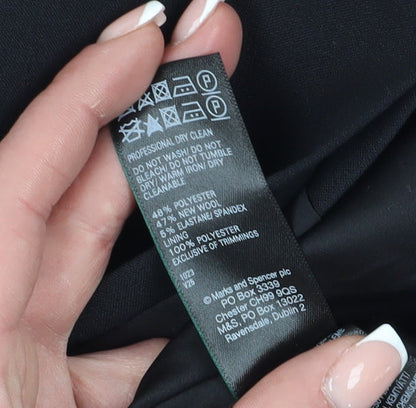 PROFESSIONAL DRY CLEAN
DO NOT WASH/ DO NOT
BLEACH/ DO NOT TUMBLE
DRY / WARM IRON/ DRY
CLEANABLE
48% POLYESTER
47% NEW WOOL
5% ELASTANE/ SPANDEX
LINING
100% POLYESTER
EXCLUSIVE OF TRIMMINGS
© Marks and Spencer plc
PO Box 3339
Chester CH99 9QS
M&S, PO Box 13022
Ravensdale, Dublin 2